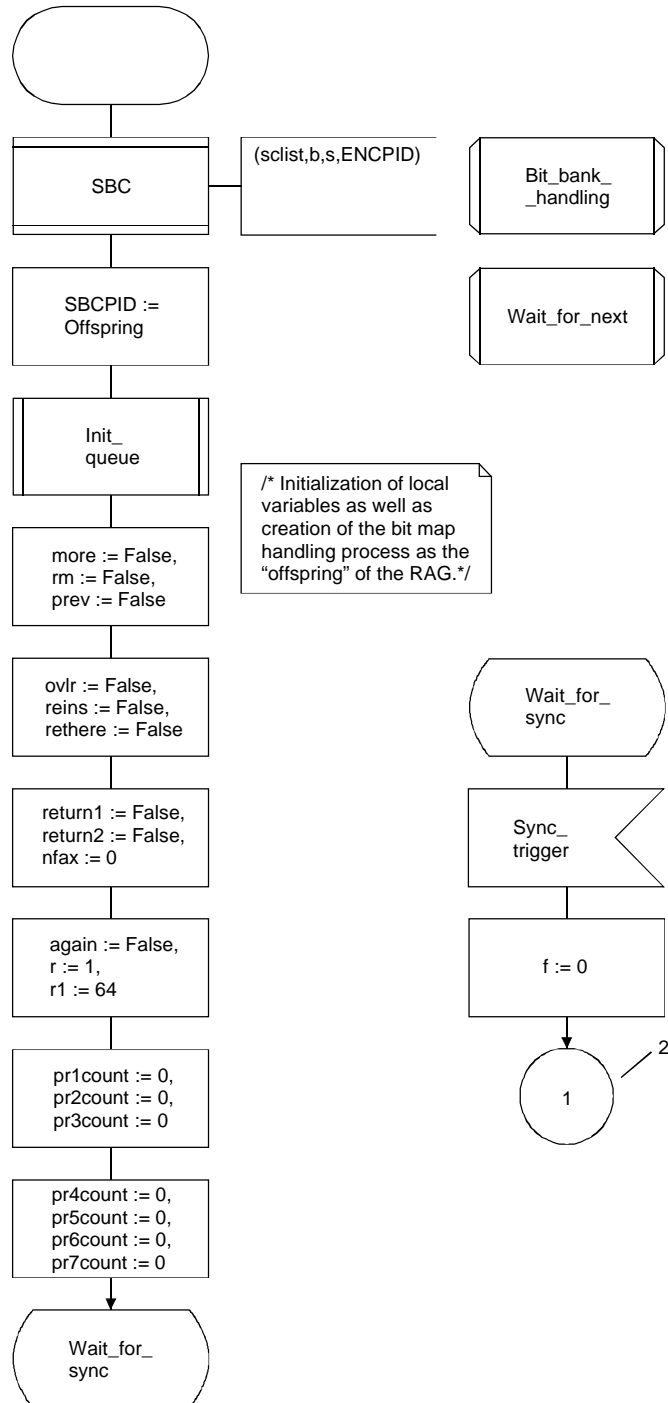 SBC
(sclist,b,s,ENCPID)
Bit_bank_
_handling
SBCPID :=
Offspring
Wait_for_next
Init_
queue
/* Initialization of local
variables as well as
creation of the bit map
handling process as the
“offspring” of the RAG.*/
more := False,
rm := False,
prev := False
ovlr := False,
reins := False,
rethere := False
return1 := False,
return2 := False,
nfax := 0
again := False,
r := 1,
r1 := 64
pr1count := 0,
pr2count := 0,
pr3count := 0
pr4count := 0,
pr5count := 0,
pr6count := 0,
pr7count := 0
Wait_for_
sync
Wait_for_
sync
Sync_
trigger
f := 0
2
1